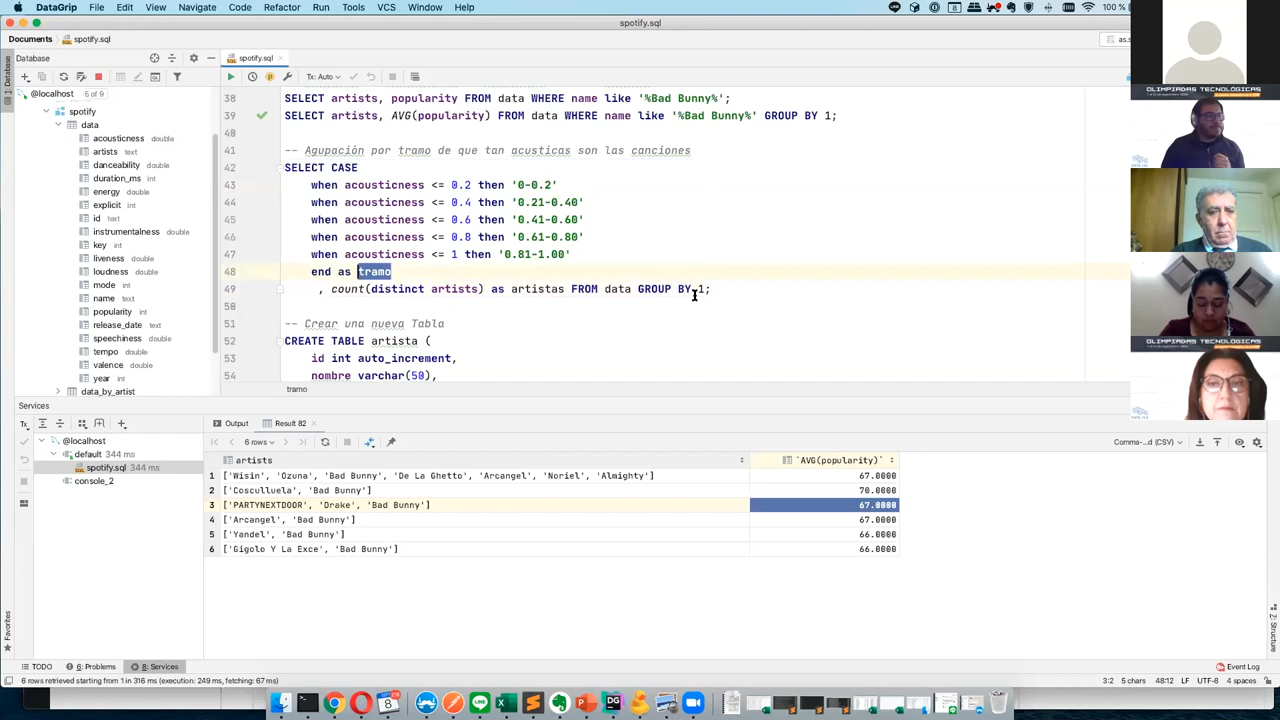 DataGrip File Edit View Navigate Code Refactor Run Tools VCS Window Help 100 %
spotify.sql
Documents spotify.sql
Database
spotify.sql
Tx: Auto
@localhost 5 of 9
spotify
data
acousticness double
artists text
danceability double
duration_ms int
energy double
explicit int
id text
instrumentalness double
key int
liveness double
loudness double
mode int
name text
popularity int
release_date text
speechiness double
tempo double
valence double
year int
data_by_artist
1: Database
38 SELECT artists, popularity FROM data WHERE name like '%Bad Bunny%';
39 SELECT artists, AVG(popularity) FROM data WHERE name like '%Bad Bunny%' GROUP BY 1;
40
41 -- Agupación por tramo de que tan acusticas son las canciones
42 SELECT CASE
43 when acousticness <= 0.2 then '0-0.2'
44 when acousticness <= 0.4 then '0.21-0.40'
45 when acousticness <= 0.6 then '0.41-0.60'
46 when acousticness <= 0.8 then '0.61-0.80'
47 when acousticness <= 1 then '0.81-1.00'
48 end as tramo
49 , count(distinct artists) as artistas FROM data GROUP BY 1;
50
51 -- Crear una nueva Tabla
52 CREATE TABLE artista (
53 id int auto_increment,
54 nombre varchar(50),
tramo
OLIMPIADAS TECNOLÓGICAS
OLIMPIADAS TECNOLÓGICAS
Services
Tx
@localhost
default 344 ms
spotify.sql 344 ms
console_2
Output Result 82
6 rows
Comma-...d (CSV)
artists `AVG(popularity)`
1 ['Wisin', 'Ozuna', 'Bad Bunny', 'De La Ghetto', 'Arcangel', 'Noriel', 'Almighty'] 67.0000
2 ['Cosculluela', 'Bad Bunny'] 70.0000
3 ['PARTYNEXTDOOR', 'Drake', 'Bad Bunny'] 67.0000
4 ['Arcangel', 'Bad Bunny'] 67.0000
5 ['Yandel', 'Bad Bunny'] 66.0000
6 ['Gigolo Y La Exce', 'Bad Bunny'] 66.0000
Favorites
Z: Structure
TODO 6: Problems 8: Services Event Log
6 rows retrieved starting from 1 in 316 ms (execution: 249 ms, fetching: 67 ms) 3:2 5 chars 48:12 LF UTF-8 4 spaces